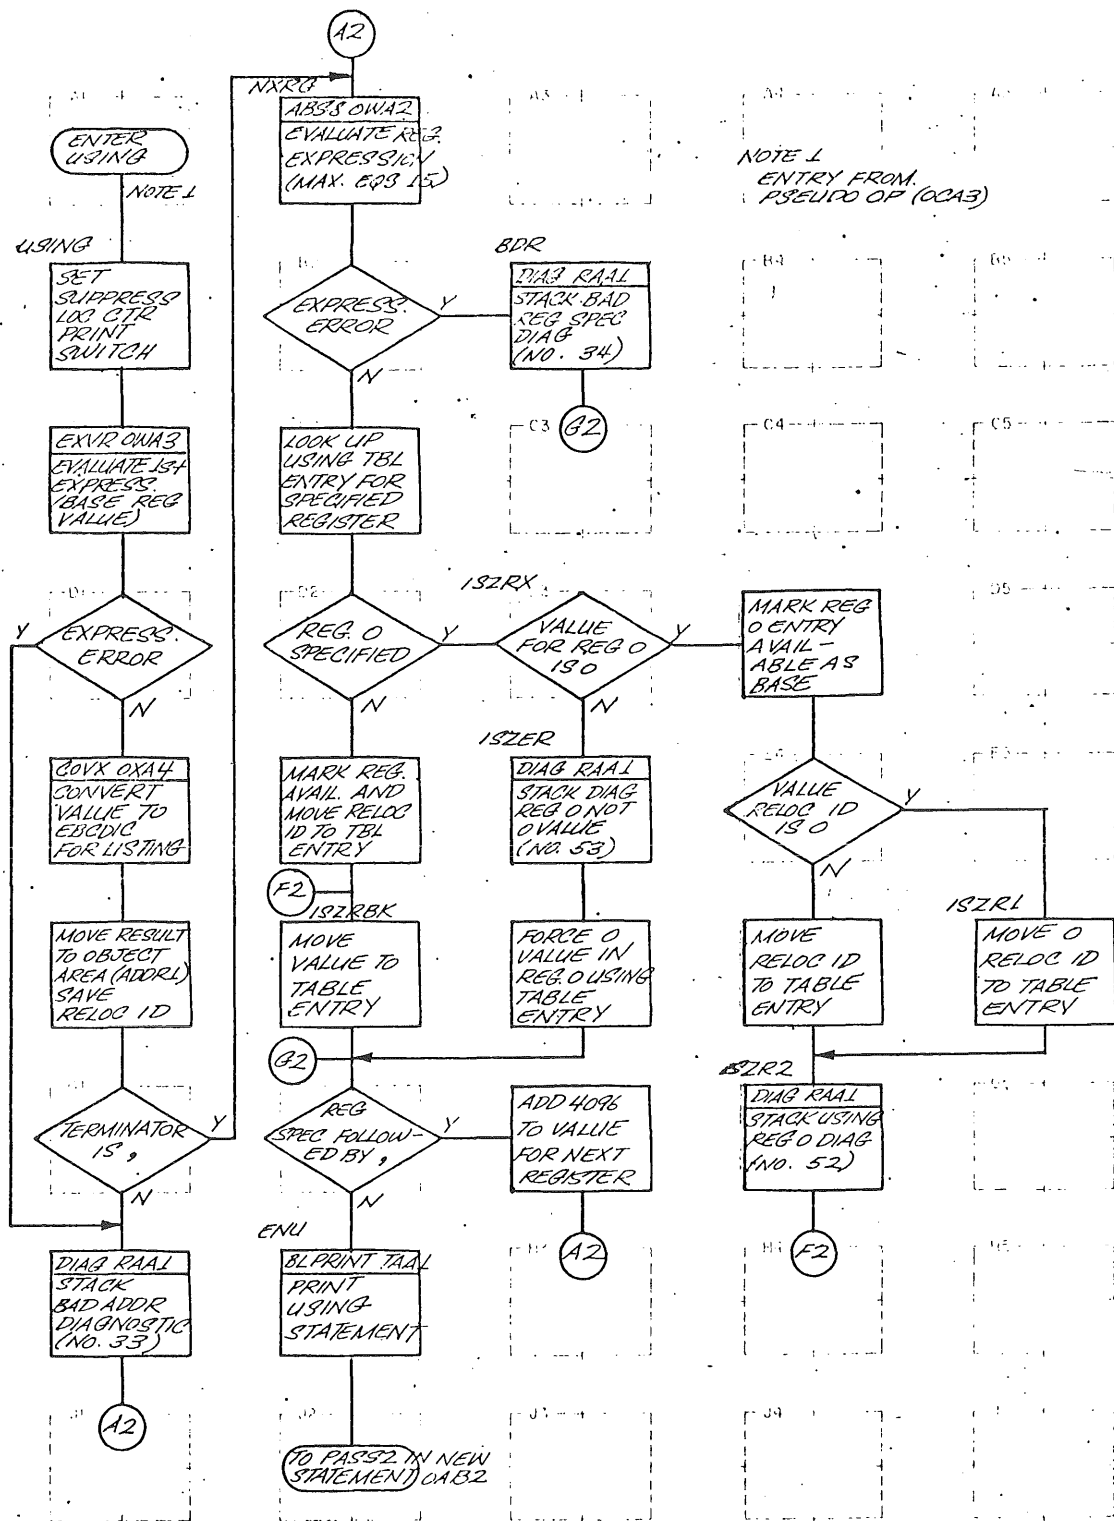 A2
NXRG
ENTER
USING
NOTE 1
USING
SET
SUPPRESS
LOC CTR
PRINT
SWITCH
EXVR OWA3
EVALUATE 1st
EXPRESS.
(BASE REG
VALUE)
Y
EXPRESS.
ERROR
N
COVX OXA4
CONVERT
VALUE TO
EBCDIC
FOR LISTING
MOVE RESULT
TO OBJECT
AREA (ADDR1)
SAVE
RELOC ID
TERMINATOR
IS ,
Y
N
DIAG RAA1
STACK
BAD ADDR
DIAGNOSTIC
(NO. 33)
A2
ABSS OWA2
EVALUATE REG.
EXPRESSION
(MAX. EQS 15)
EXPRESS.
ERROR
Y
N
BDR
DIAG RAA1
STACK BAD
REG SPEC
DIAG
(NO. 34)
G2
LOOK UP
USING TBL
ENTRY FOR
SPECIFIED
REGISTER
D2
REG. 0
SPECIFIED
Y
N
MARK REG.
AVAIL. AND
MOVE RELOC
ID TO TBL
ENTRY
F2
ISZRBK
MOVE
VALUE TO
TABLE
ENTRY
G2
REG
SPEC FOLLOW-
ED BY ,
Y
N
ENU
BLPRINT TAA1
PRINT
USING
STATEMENT
TO PASS2 IN NEW
STATEMENT OAB2
ISZRX
VALUE
FOR REG 0
IS 0
Y
N
ISZER
DIAG RAA1
STACK DIAG
REG 0 NOT
0 VALUE
(NO. 53)
FORCE 0
VALUE IN
REG. 0 USING
TABLE
ENTRY
ADD 4096
TO VALUE
FOR NEXT
REGISTER
A2
NOTE 1
ENTRY FROM.
PSEUDO OP (OCA3)
A3
B4
B5
C3
C4
C5
D5
MARK REG
0 ENTRY
AVAIL-
ABLE AS
BASE
VALUE
RELOC ID
IS 0
Y
N
MOVE
RELOC ID
TO TABLE
ENTRY
ISZR1
MOVE 0
RELOC ID
TO TABLE
ENTRY
ISZR2
DIAG RAA1
STACK USING
REG 0 DIAG
(NO. 52)
F2